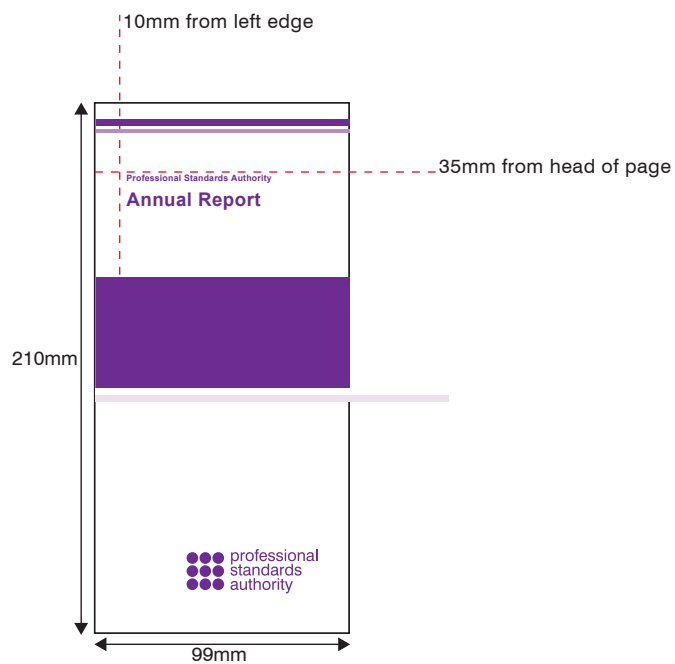 10mm from left edge
35mm from head of page
Professional Standards Authority
Annual Report
210mm
professional
standards
authority
99mm